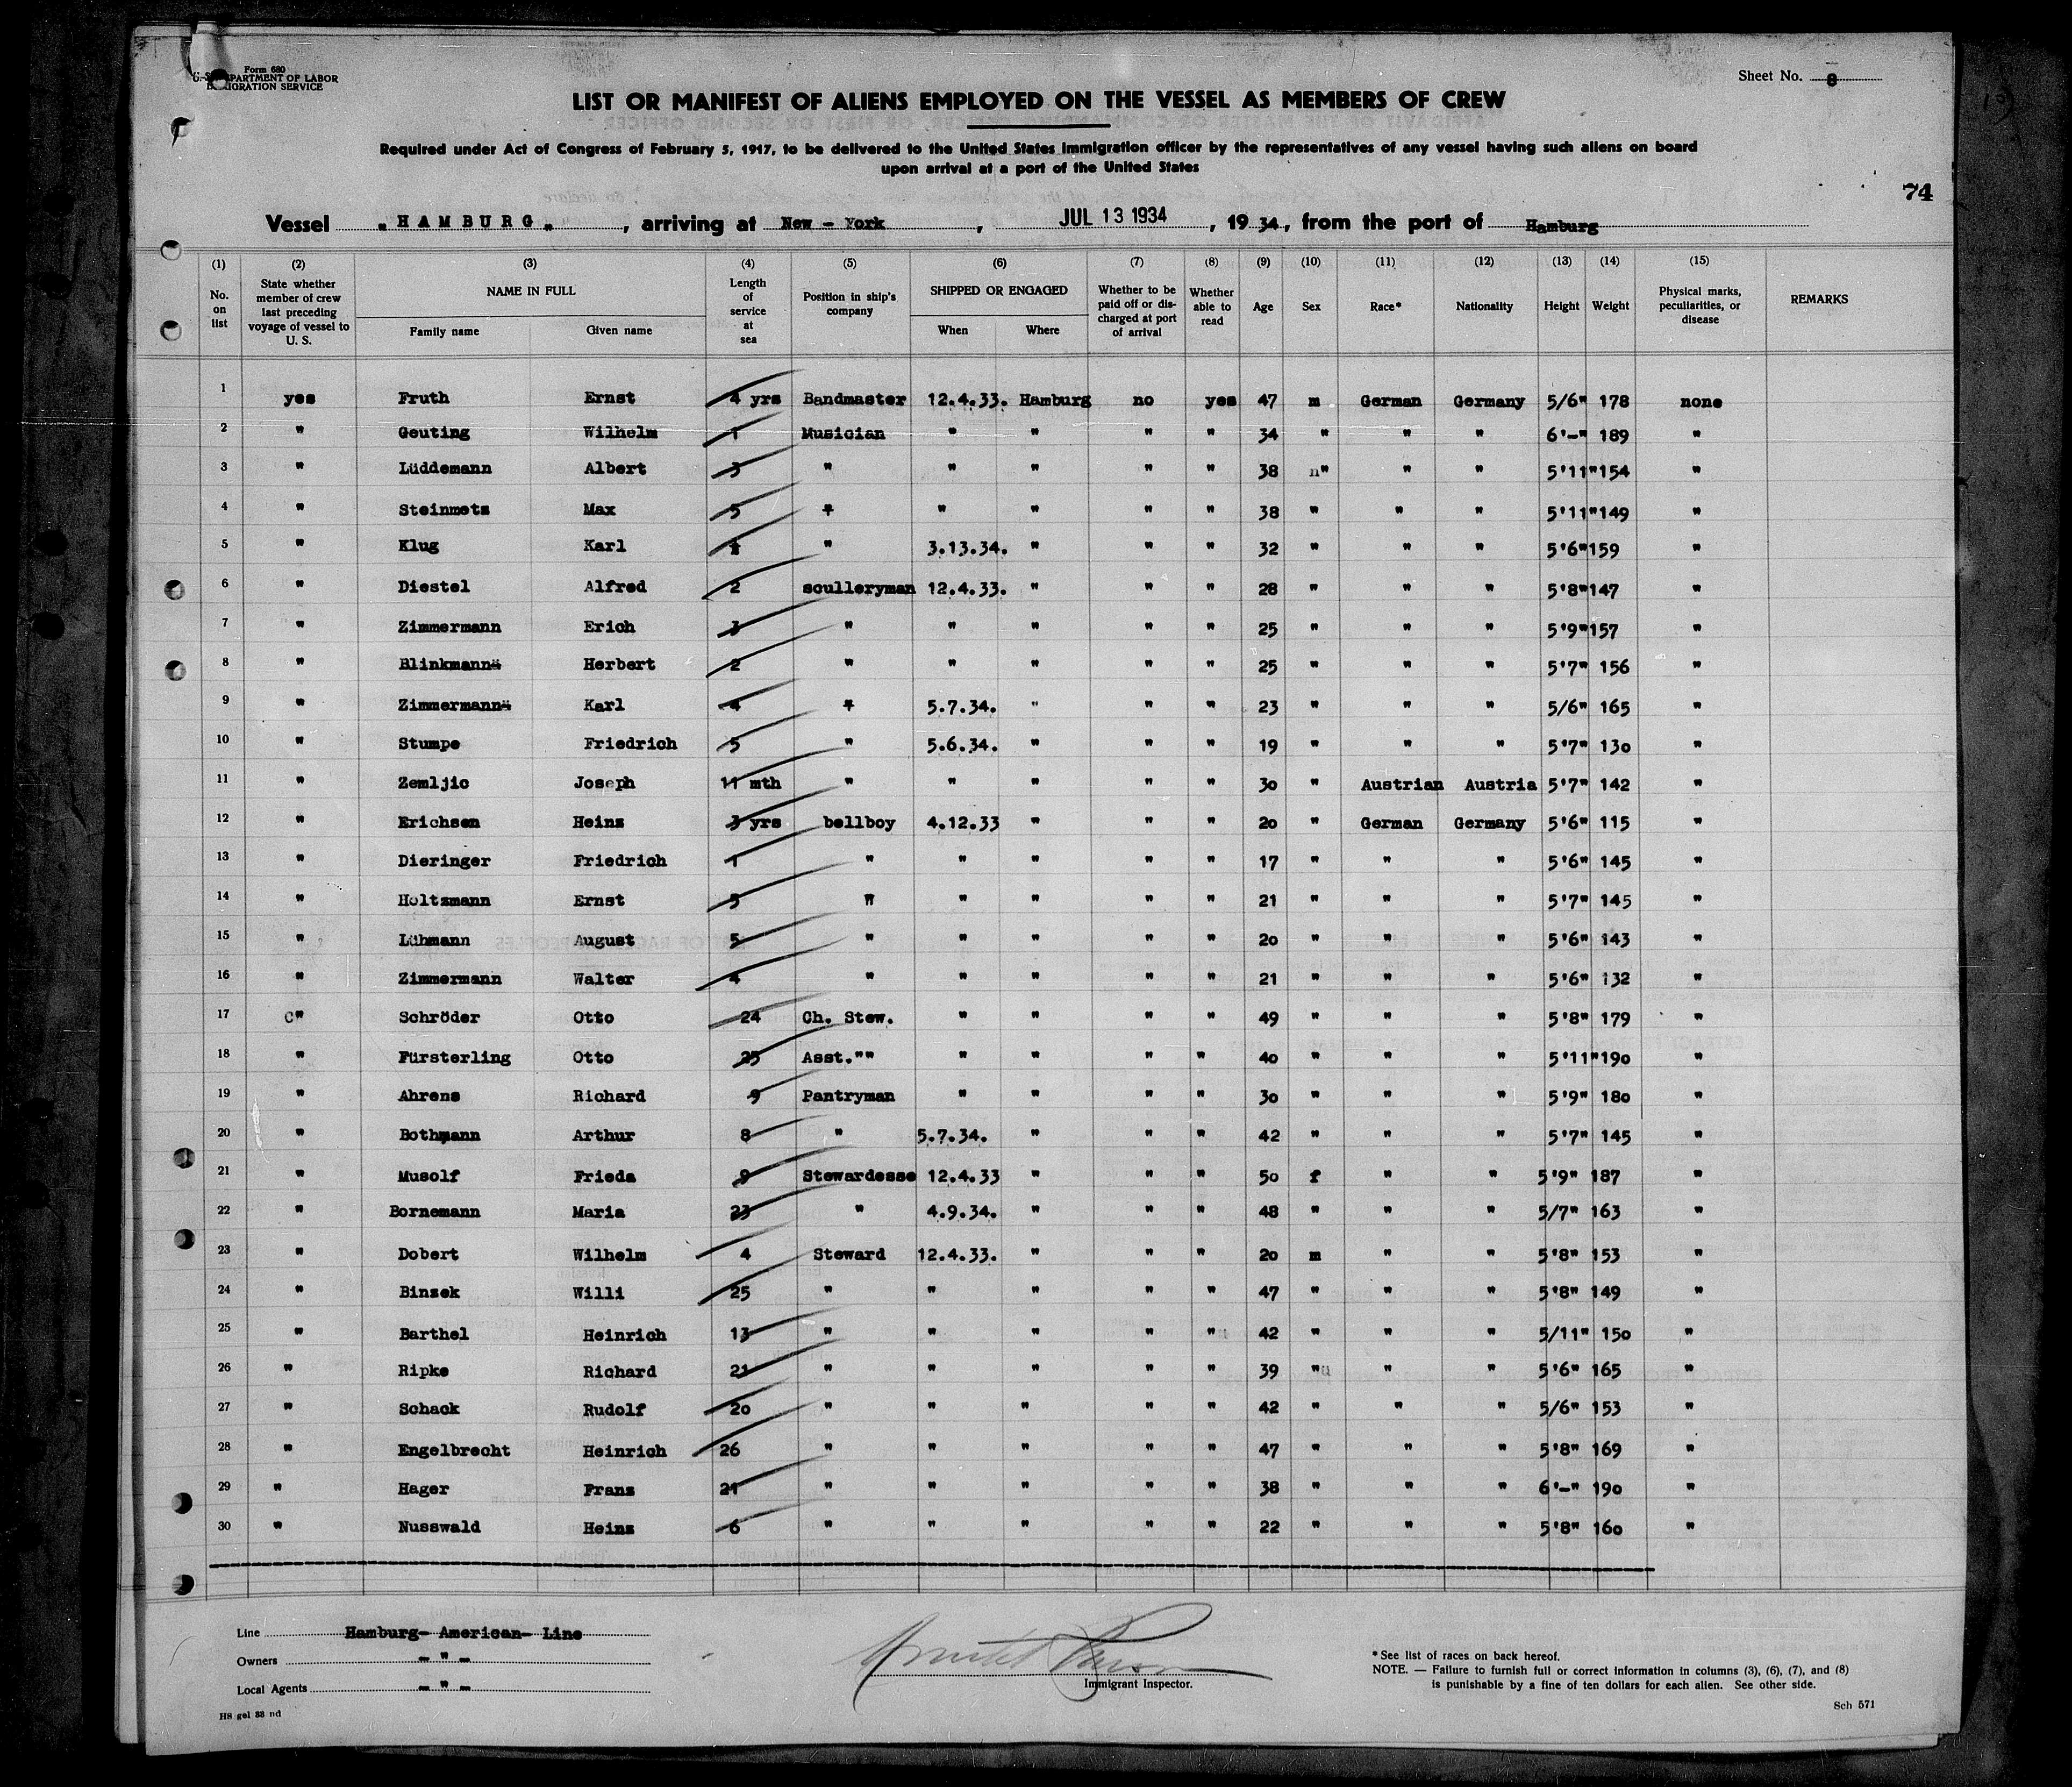 Form 680
U. S. DEPARTMENT OF LABOR
IMMIGRATION SERVICE
Sheet No. 8
LIST OR MANIFEST OF ALIENS EMPLOYED ON THE VESSEL AS MEMBERS OF CREW
Required under Act of Congress of February 5, 1917, to be delivered to the United States Immigration officer by the representatives of any vessel having such aliens on board
upon arrival at a port of the United States
74
Vessel "HAMBURG", arriving at New - York, JUL 13 1934, 19 34, from the port of Hamburg
(1) (2) (3) (4) (5) (6) (7) (8) (9) (10) (11) (12) (13) (14) (15)
No. on list | State whether member of crew last preceding voyage of vessel to U. S. | NAME IN FULL Family name Given name | Length of service at sea | Position in ship's company | SHIPPED OR ENGAGED When Where | Whether to be paid off or discharged at port of arrival | Whether able to read | Age | Sex | Race* | Nationality | Height | Weight | Physical marks, peculiarities, or disease | REMARKS
1 yes Fruth Ernst 4 yrs Bandmaster 12.4.33. Hamburg no yes 47 m German Germany 5/6" 178 none
2 " Geuting Wilhelm 1 Musician " " " " 34 " " " 6'-" 189 "
3 " Lüddemann Albert 3 " " " " " 38 " " " 5'11" 154 "
4 " Steinmetz Max 5 " " " " " 38 " " " 5'11" 149 "
5 " Klug Karl " 3.13.34. " " " 32 " " " 5'6" 159 "
6 " Diestel Alfred 2 sculleryman 12.4.33. " " " 28 " " " 5'8" 147 "
7 " Zimmermann Erich 3 " " " " " 25 " " " 5'9" 157 "
8 " Blinkmann Herbert 2 " " " " " 25 " " " 5'7" 156 "
9 " Zimmermann Karl 4 " 5.7.34. " " " 23 " " " 5/6" 165 "
10 " Stumpe Friedrich 5 " 5.6.34. " " " 19 " " " 5'7" 130 "
11 " Zemljic Joseph 11 mth " " " " " 30 " Austrian Austria 5'7" 142 "
12 " Erichsen Heinz 3 yrs bellboy 4.12.33 " " " 20 " German Germany 5'6" 115 "
13 " Dieringer Friedrich 1 " " " " " 17 " " " 5'6" 145 "
14 " Holtzmann Ernst 5 " " " " " 21 " " " 5'7" 145 "
15 " Lühmann August 5 " " " " " 20 " " " 5'6" 143 "
16 " Zimmermann Walter 4 " " " " " 21 " " " 5'6" 132 "
17 " Schröder Otto 24 Ch. Stew. " " " " 49 " " " 5'8" 179 "
18 " Fürsterling Otto 25 Asst."" " " " " 40 " " " 5'11" 190 "
19 " Ahrens Richard 9 Pantryman " " " " 30 " " " 5'9" 180 "
20 " Bothmann Arthur 8 " 5.7.34. " " " 42 " " " 5'7" 145 "
21 " Musolf Frieda 9 Stewardesse 12.4.33 " " " 50 f " " 5'9" 187 "
22 " Bornemann Maria 23 " 4.9.34. " " " 48 " " " 5/7" 163 "
23 " Dobert Wilhelm 4 Steward 12.4.33. " " " 20 m " " 5'8" 153 "
24 " Binsek Willi 25 " " " " " 47 " " " 5'8" 149 "
25 " Barthel Heinrich 13 " " " " " 42 " " " 5/11" 150 "
26 " Ripke Richard 21 " " " " " 39 " " " 5'6" 165 "
27 " Schack Rudolf 20 " " " " " 42 " " " 5/6" 153 "
28 " Engelbrecht Heinrich 26 " " " " " 47 " " " 5'8" 169 "
29 " Hager Franz 21 " " " " " 38 " " " 6'-" 190 "
30 " Nusswald Heinz 6 " " " " " 22 " " " 5'8" 160 "
Line Hamburg- American- Line
Owners - " -
Local Agents - " -
HS gel 33 nd
Immigrant Inspector.
* See list of races on back hereof.
NOTE. — Failure to furnish full or correct information in columns (3), (6), (7), and (8)
is punishable by a fine of ten dollars for each alien. See other side.
Sch 571